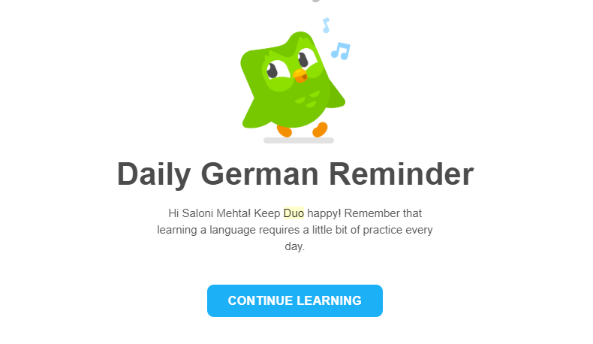 Daily German Reminder
Hi Saloni Mehta! Keep Duo happy! Remember that
learning a language requires a little bit of practice every
day.
CONTINUE LEARNING